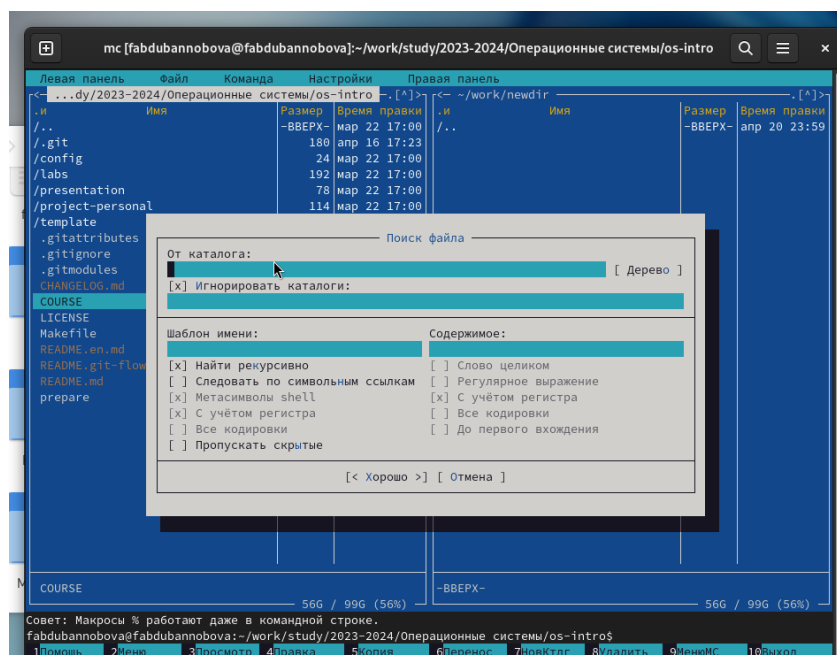 mc [fabdubannobova@fabdubannobova]:~/work/study/2023-2024/Операционные системы/os-intro
Левая панель Файл Команда Настройки Правая панель
<— ...dy/2023-2024/Операционные системы/os-intro —.[^]>
.и Имя Размер Время правки
/.. -ВВЕРХ- мар 22 17:00
/.git 180 апр 16 17:23
/config 24 мар 22 17:00
/labs 192 мар 22 17:00
/presentation 78 мар 22 17:00
/project-personal 114 мар 22 17:00
/template
.gitattributes
.gitignore
.gitmodules
CHANGELOG.md
COURSE
LICENSE
Makefile
README.en.md
README.git-flow
README.md
prepare
COURSE
56G / 99G (56%)
<— ~/work/newdir —.[^]>
.и Имя Размер Время правки
/.. -ВВЕРХ- апр 20 23:59
-ВВЕРХ-
56G / 99G (56%)
Поиск файла
От каталога:
[ Дерево ]
[x] Игнорировать каталоги:
Шаблон имени:
[x] Найти рекурсивно
[ ] Следовать по символьным ссылкам
[x] Метасимволы shell
[x] С учётом регистра
[ ] Все кодировки
[ ] Пропускать скрытые
Содержимое:
[ ] Слово целиком
[ ] Регулярное выражение
[x] С учётом регистра
[ ] Все кодировки
[ ] До первого вхождения
[< Хорошо >] [ Отмена ]
Совет: Макросы % работают даже в командной строке.
fabdubannobova@fabdubannobova:~/work/study/2023-2024/Операционные системы/os-intro$
1Помощь 2Меню 3Просмотр 4Правка 5Копия 6Перенос 7НовКтлг 8Удалить 9МенюMC 10Выход